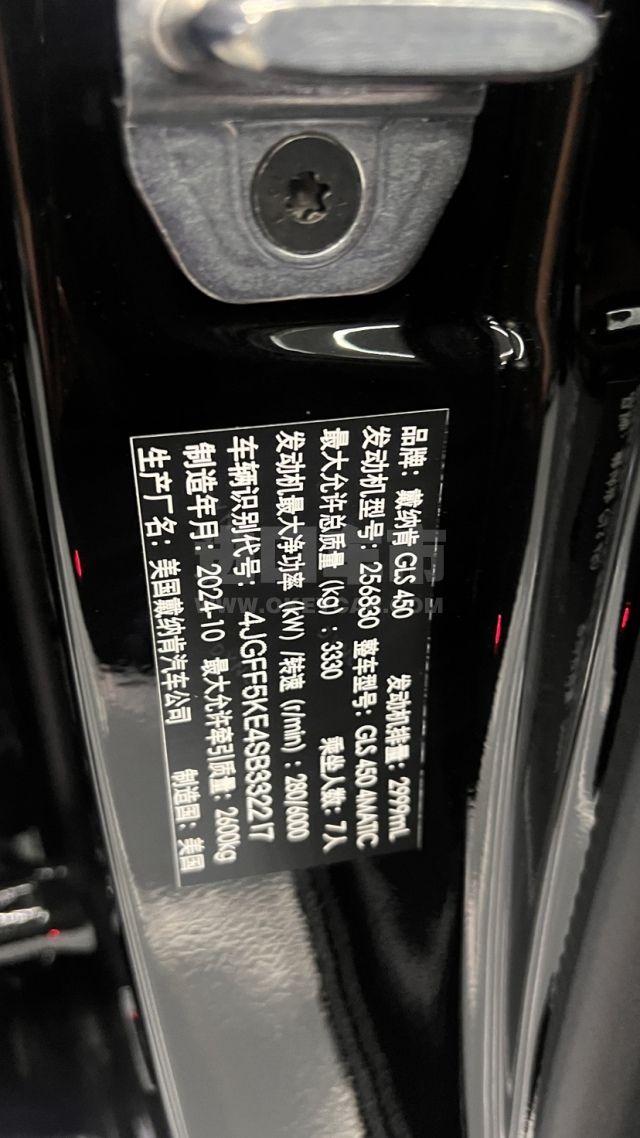 品牌：戴纳肯 GLS 450 发动机排量：2999mL
发动机型号：256830 整车型号：GLS 450 4MATIC
最大允许总质量（kg）：3330 乘坐人数：7人
发动机最大净功率（kW）/转速（r/min）：280/6000
车辆识别代号：4JGFF5KE4SB332217
制造年月：2024-10 最大允许牵引质量：2600kg
生产厂名：美国戴纳肯汽车公司 制造国：美国